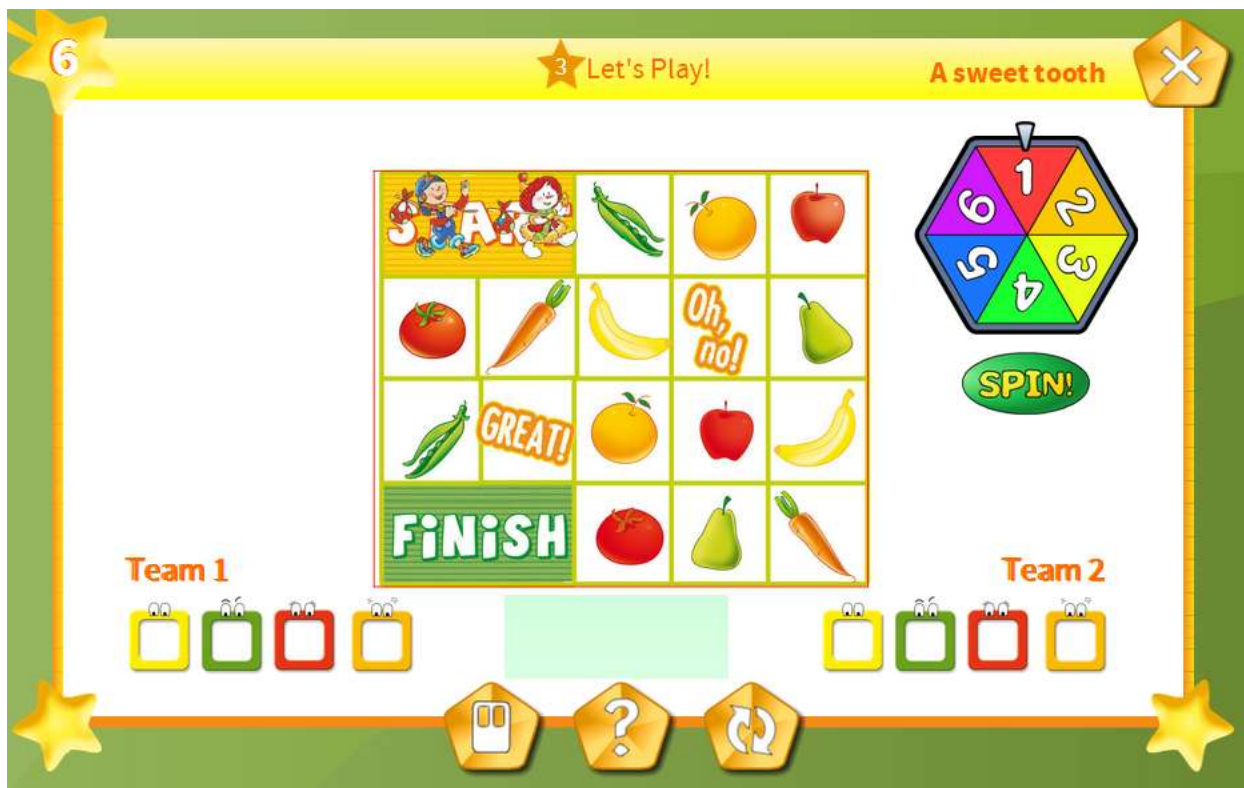 6
3 Let's Play!
A sweet tooth
START
1
2
3
4
5
6
Oh,
no!
SPIN!
GREAT!
FiNiSH
Team 1
Team 2
?